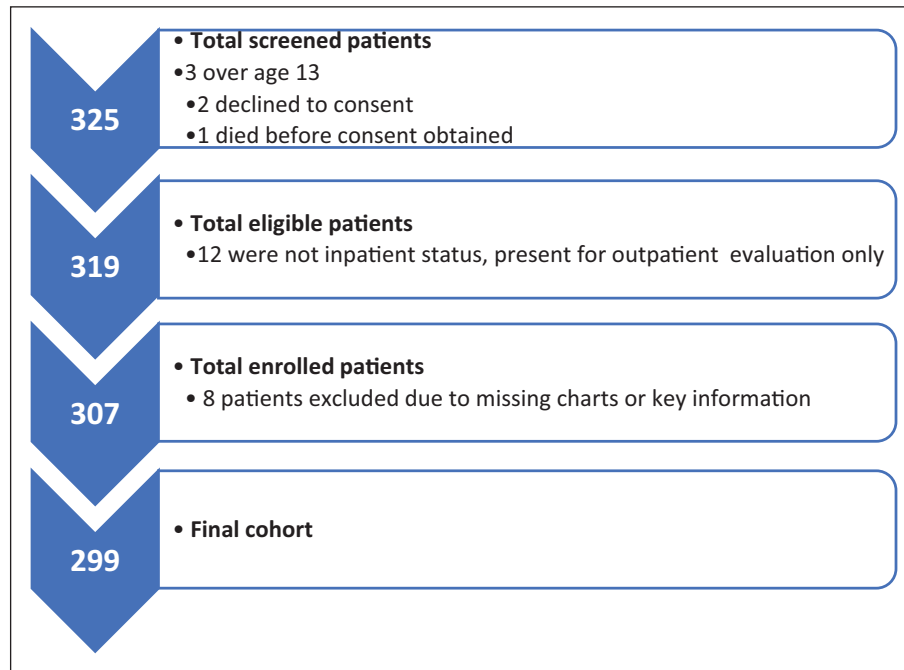 325
• Total screened patients
•3 over age 13
•2 declined to consent
•1 died before consent obtained
319
• Total eligible patients
•12 were not inpatient status, present for outpatient evaluation only
307
• Total enrolled patients
• 8 patients excluded due to missing charts or key information
299
• Final cohort